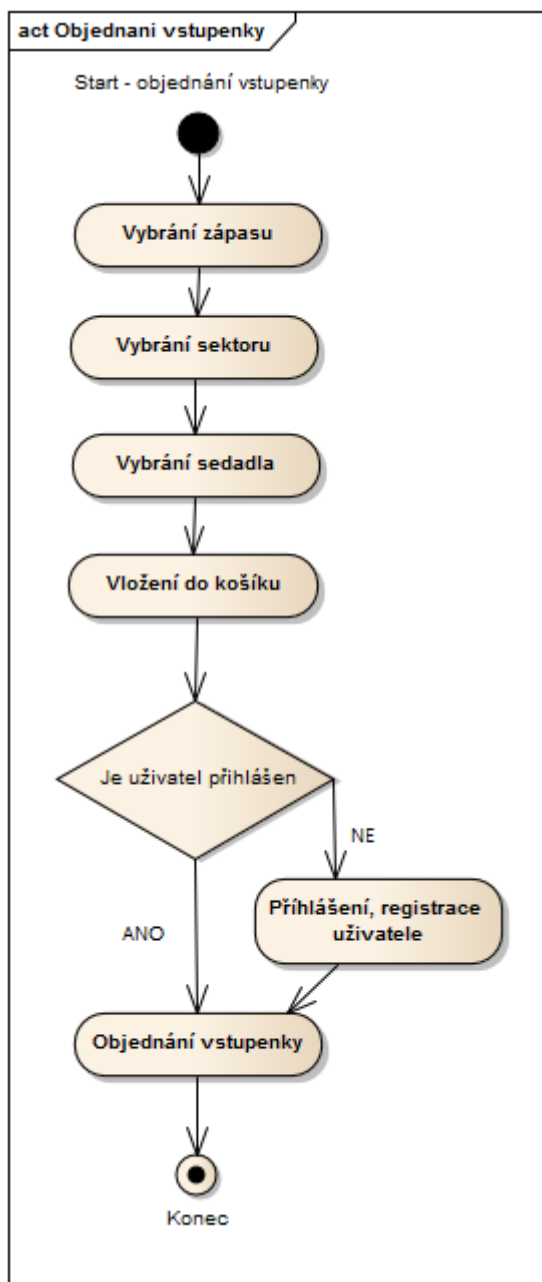 act Objednani vstupenky
Start - objednání vstupenky
Vybrání zápasu
Vybrání sektoru
Vybrání sedadla
Vložení do košíku
Je uživatel přihlášen
NE
Příhlášení, registrace
uživatele
ANO
Objednání vstupenky
Konec